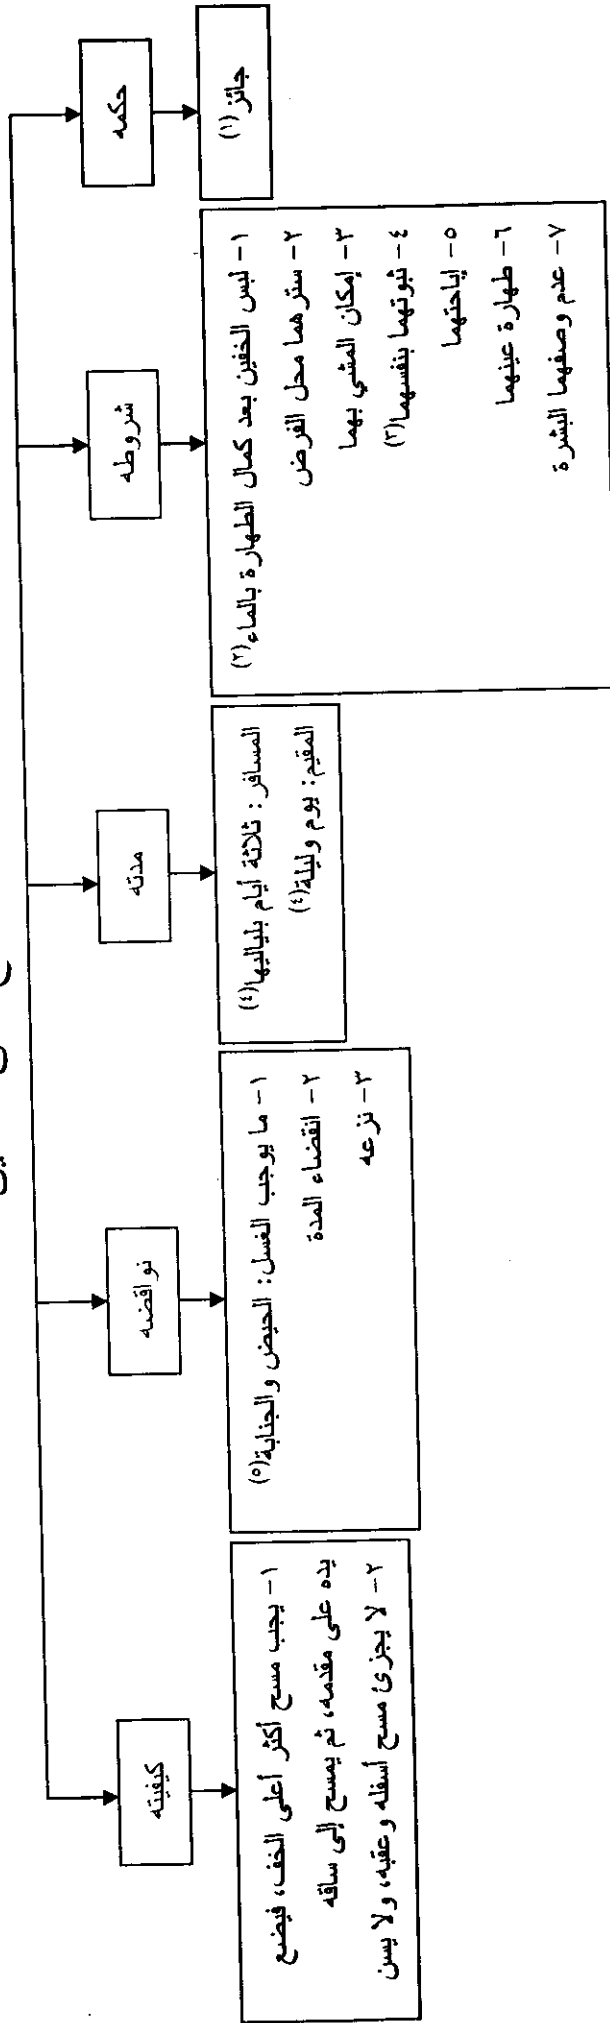 حكمه
جائز(١)
شروطه
١- لبس الخفين بعد كمال الطهارة بالماء(٢)
٢- سترهما محل الفرض
٣- إمكان المشي بهما
٤- ثبوتهما بنفسهما(٣)
٥- إباحتهما
٦- طهارة عينهما
٧- عدم وصفهما البشرة
مدته
المسافر: ثلاثة أيام بلياليها(٤)
المقيم: يوم وليلة(٤)
نواقضه
١- ما يوجب الغسل: الحيض والجنابة(٥)
٢- انقضاء المدة
٣- نزعه
كيفيته
١- يجب مسح أكثر أعلى الخف، فيضع
يده على مقدمه، ثم يمسح إلى ساقه
٢- لا يجزئ مسح أسفله وعقبه، ولا يسن